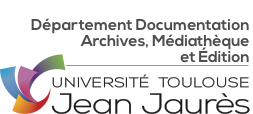 Département Documentation
Archives, Médiathèque
et Édition
UNIVERSITÉ TOULOUSE
Jean Jaurès